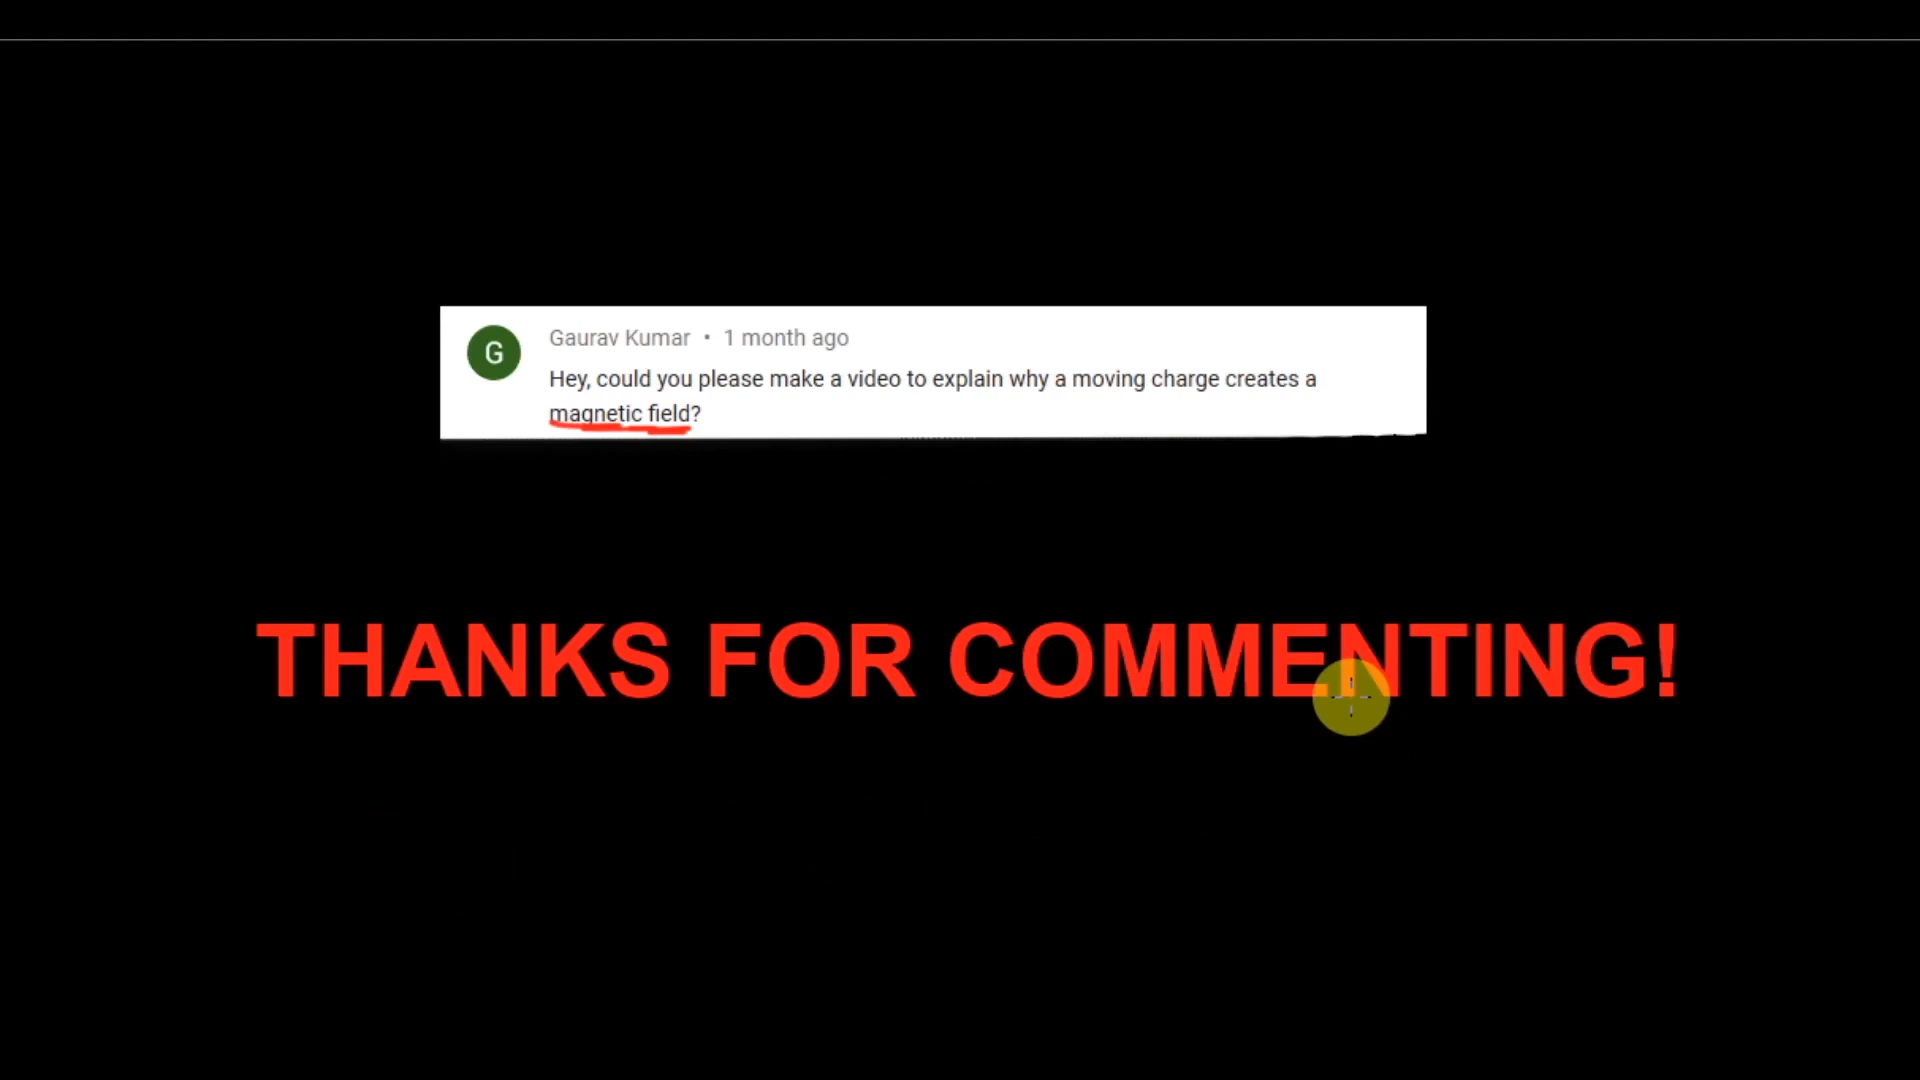 G
Gaurav Kumar • 1 month ago
Hey, could you please make a video to explain why a moving charge creates a
magnetic field?
THANKS FOR COMMENTING!